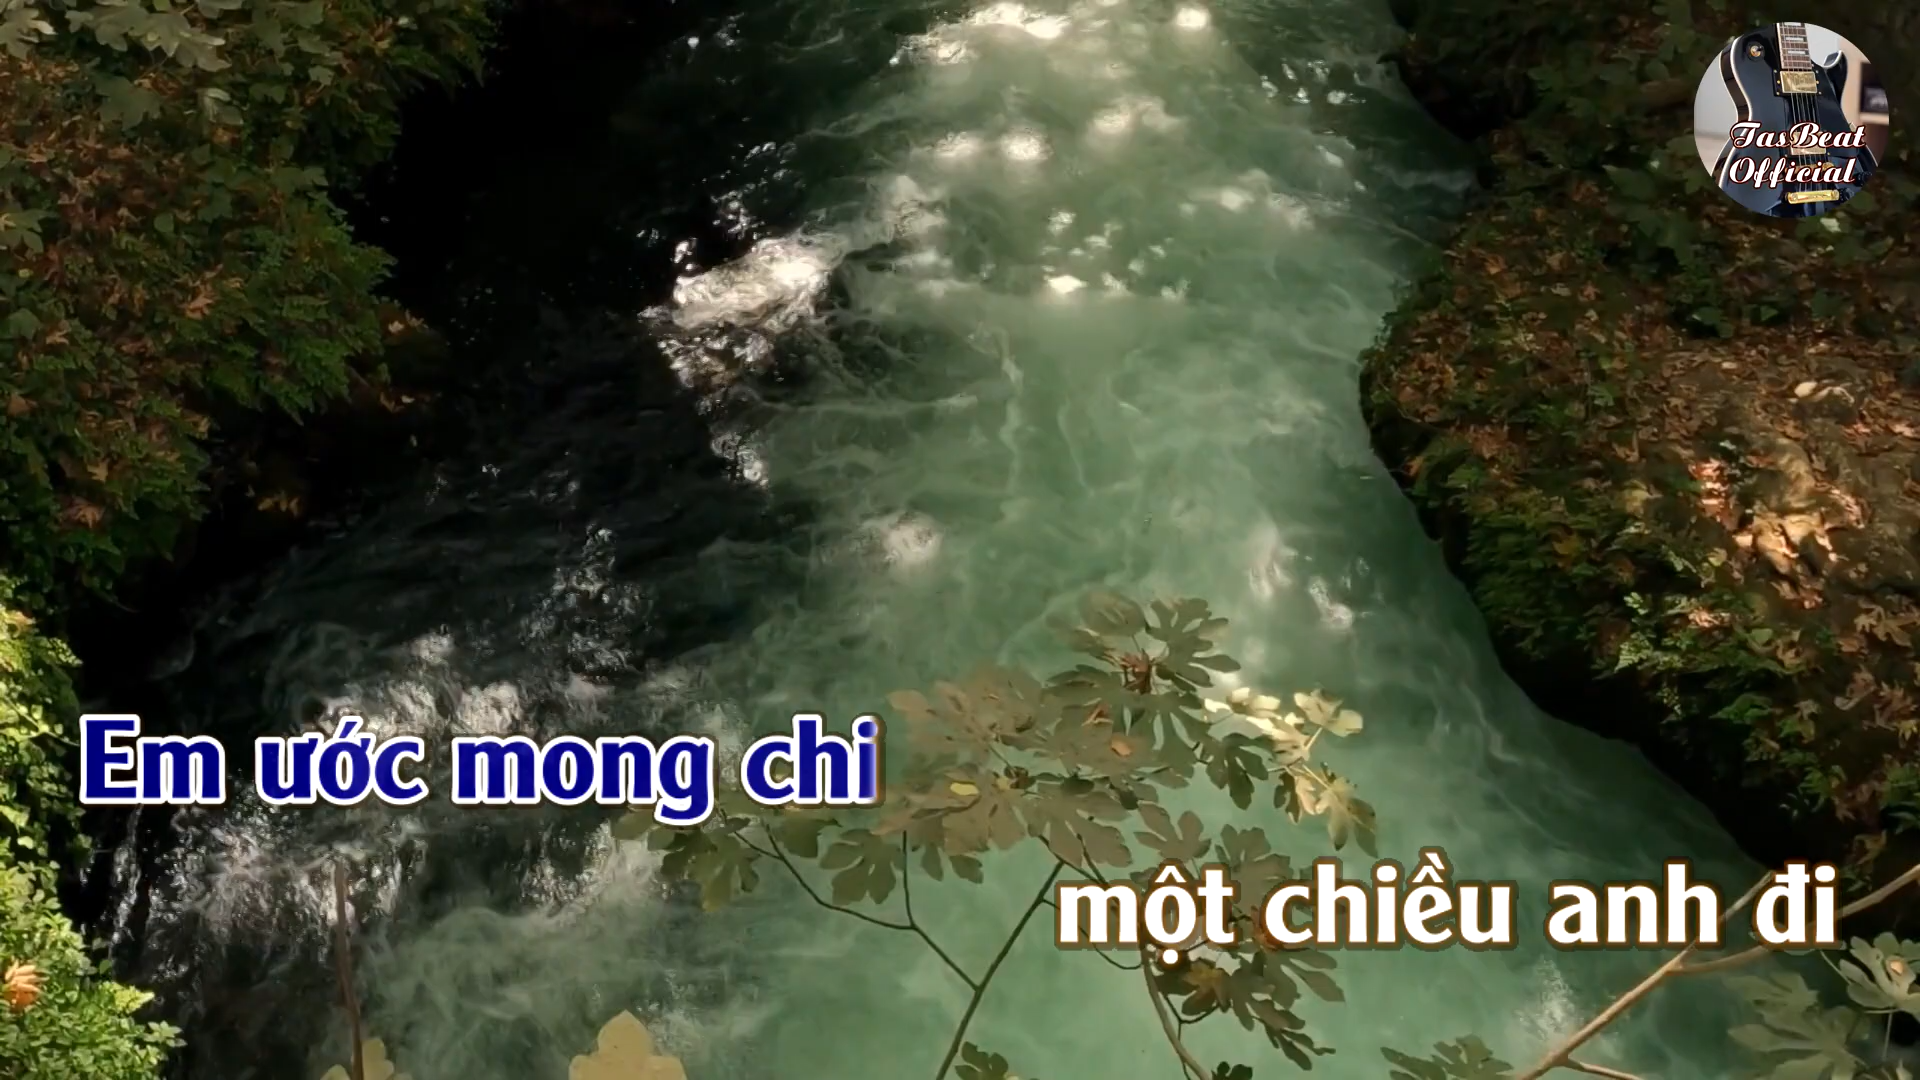 TasBeat
Official
Em ước mong chi
một chiều anh đi